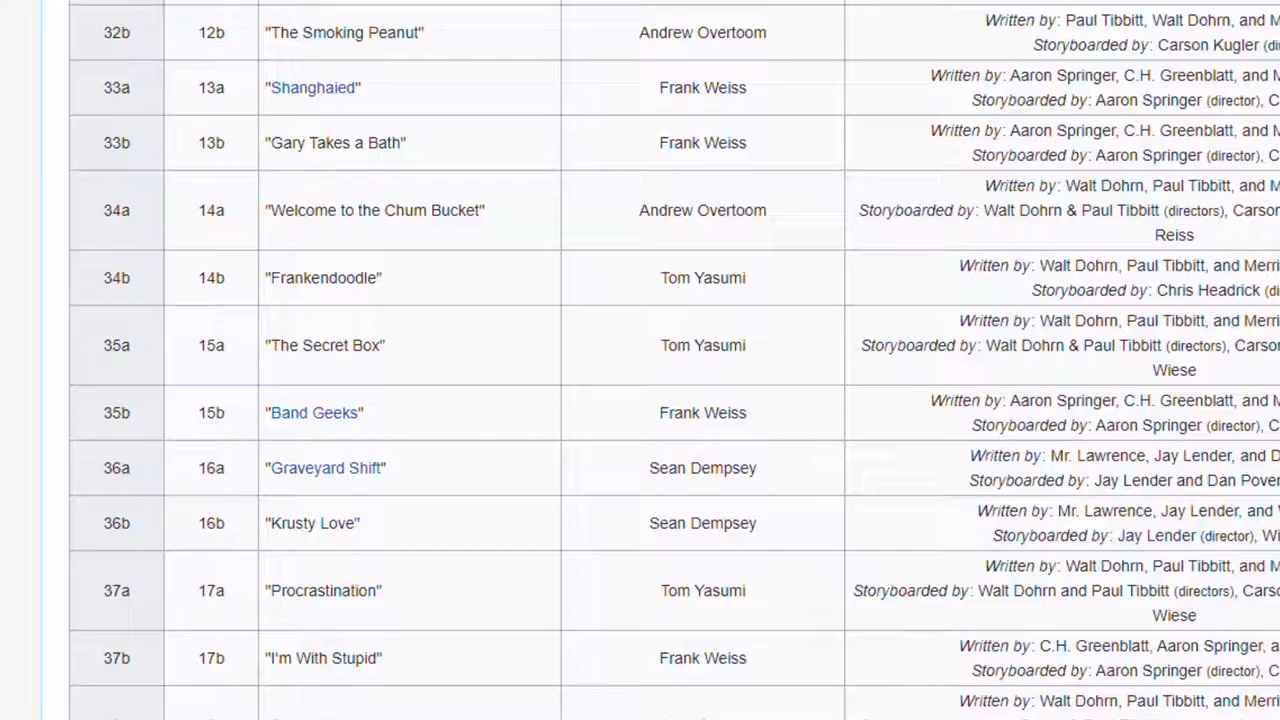 32b 12b "The Smoking Peanut" Andrew Overtoom Written by: Paul Tibbitt, Walt Dohrn, and
Storyboarded by: Carson Kugler
33a 13a "Shanghaied" Frank Weiss Written by: Aaron Springer, C.H. Greenblatt, and
Storyboarded by: Aaron Springer (director),
33b 13b "Gary Takes a Bath" Frank Weiss Written by: Aaron Springer, C.H. Greenblatt, and
Storyboarded by: Aaron Springer (director),
34a 14a "Welcome to the Chum Bucket" Andrew Overtoom Written by: Walt Dohrn, Paul Tibbitt, and
Storyboarded by: Walt Dohrn & Paul Tibbitt (directors), Carson
Reiss
34b 14b "Frankendoodle" Tom Yasumi Written by: Walt Dohrn, Paul Tibbitt, and Merri
Storyboarded by: Chris Headrick
35a 15a "The Secret Box" Tom Yasumi Written by: Walt Dohrn, Paul Tibbitt, and Merri
Storyboarded by: Walt Dohrn & Paul Tibbitt (directors), Carson
Wiese
35b 15b "Band Geeks" Frank Weiss Written by: Aaron Springer, C.H. Greenblatt, and
Storyboarded by: Aaron Springer (director),
36a 16a "Graveyard Shift" Sean Dempsey Written by: Mr. Lawrence, Jay Lender, and D
Storyboarded by: Jay Lender and Dan Pover
36b 16b "Krusty Love" Sean Dempsey Written by: Mr. Lawrence, Jay Lender, and
Storyboarded by: Jay Lender (director), Wi
37a 17a "Procrastination" Tom Yasumi Written by: Walt Dohrn, Paul Tibbitt, and
Storyboarded by: Walt Dohrn and Paul Tibbitt (directors), Carso
Wiese
37b 17b "I'm With Stupid" Frank Weiss Written by: C.H. Greenblatt, Aaron Springer, a
Storyboarded by: Aaron Springer (director),
Written by: Walt Dohrn, Paul Tibbitt, and